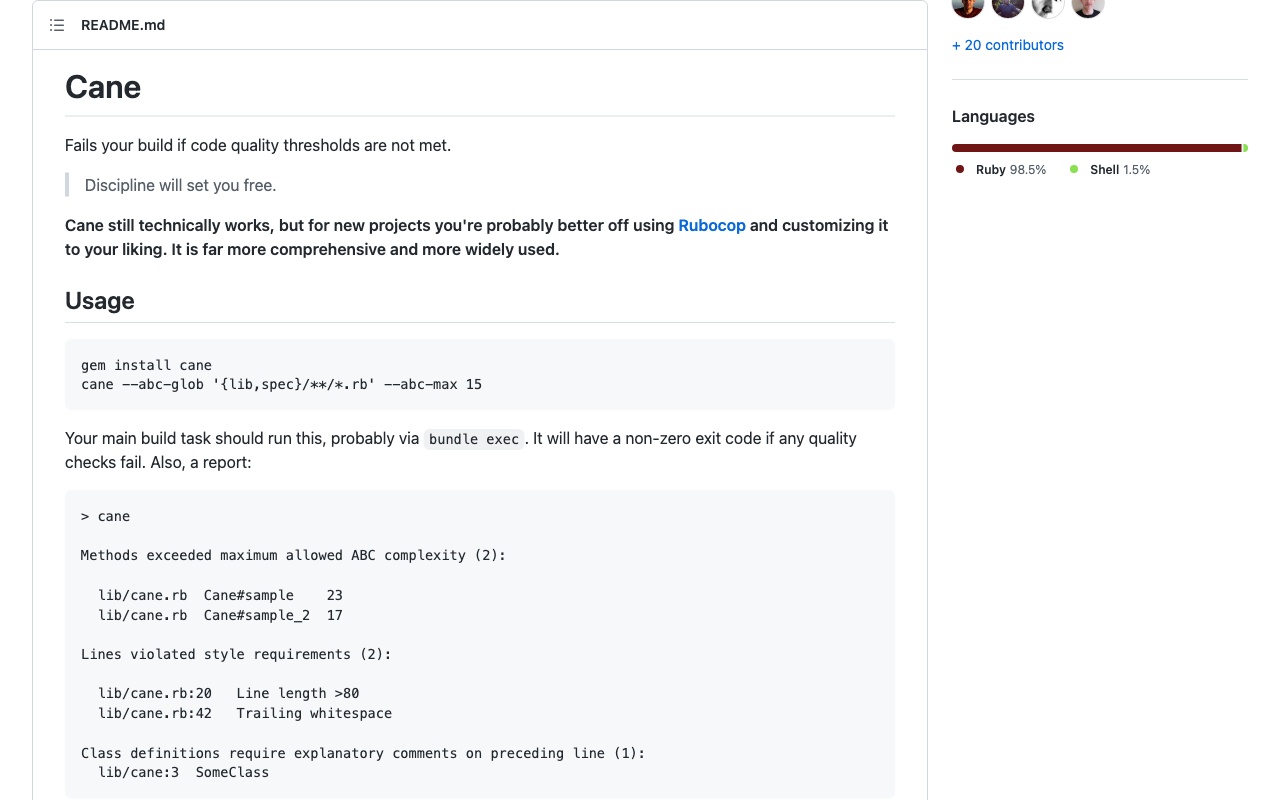 README.md
Cane
Fails your build if code quality thresholds are not met.
Discipline will set you free.
Cane still technically works, but for new projects you're probably better off using Rubocop and customizing it
to your liking. It is far more comprehensive and more widely used.
Usage
gem install cane
cane --abc-glob '{lib,spec}/**/*.rb' --abc-max 15
Your main build task should run this, probably via bundle exec. It will have a non-zero exit code if any quality
checks fail. Also, a report:
> cane
Methods exceeded maximum allowed ABC complexity (2):
lib/cane.rb  Cane#sample    23
lib/cane.rb  Cane#sample_2  17
Lines violated style requirements (2):
lib/cane.rb:20   Line length >80
lib/cane.rb:42   Trailing whitespace
Class definitions require explanatory comments on preceding line (1):
lib/cane:3  SomeClass
+ 20 contributors
Languages
Ruby 98.5%
Shell 1.5%